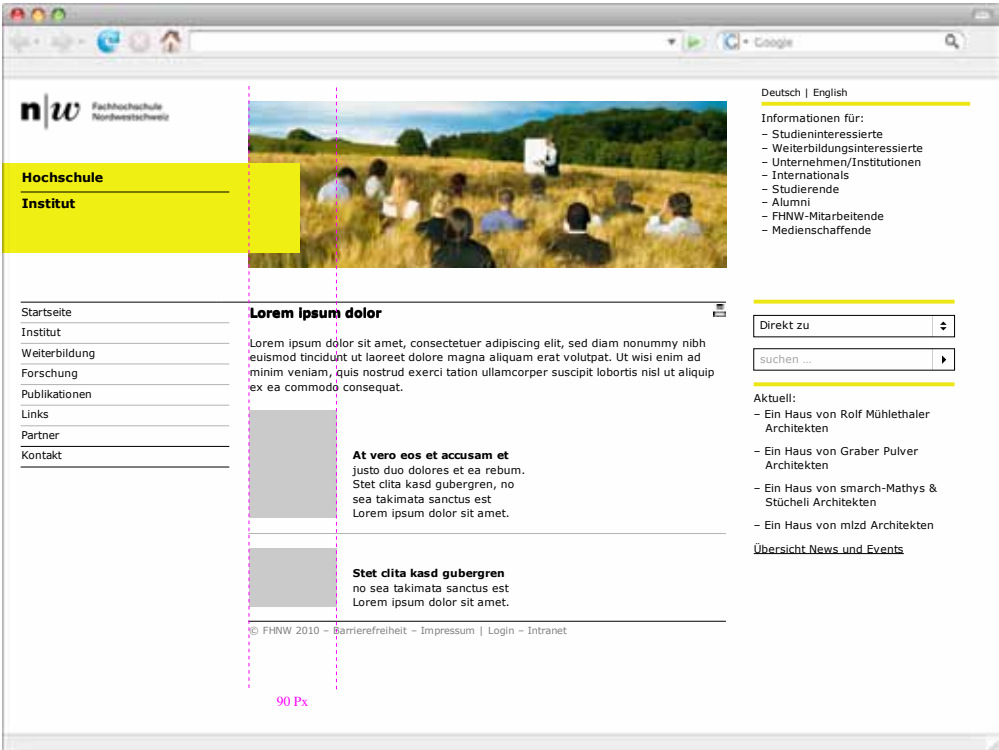 Google
n|w Fachhochschule
Nordwestschweiz
Deutsch | English
Informationen für:
– Studieninteressierte
– Weiterbildungsinteressierte
– Unternehmen/Institutionen
– Internationals
– Studierende
– Alumni
– FHNW-Mitarbeitende
– Medienschaffende
Hochschule
Institut
Startseite
Institut
Weiterbildung
Forschung
Publikationen
Links
Partner
Kontakt
Lorem ipsum dolor
Lorem ipsum dolor sit amet, consectetuer adipiscing elit, sed diam nonummy nibh
euismod tincidunt ut laoreet dolore magna aliquam erat volutpat. Ut wisi enim ad
minim veniam, quis nostrud exerci tation ullamcorper suscipit lobortis nisl ut aliquip
ex ea commodo consequat.
At vero eos et accusam et
justo duo dolores et ea rebum.
Stet clita kasd gubergren, no
sea takimata sanctus est
Lorem ipsum dolor sit amet.
Stet clita kasd gubergren
no sea takimata sanctus est
Lorem ipsum dolor sit amet.
© FHNW 2010 – Barrierefreiheit – Impressum | Login – Intranet
Direkt zu
suchen ...
Aktuell:
– Ein Haus von Rolf Mühlethaler
Architekten
– Ein Haus von Graber Pulver
Architekten
– Ein Haus von smarch-Mathys &
Stücheli Architekten
– Ein Haus von mlzd Architekten
Übersicht News und Events
90 Px